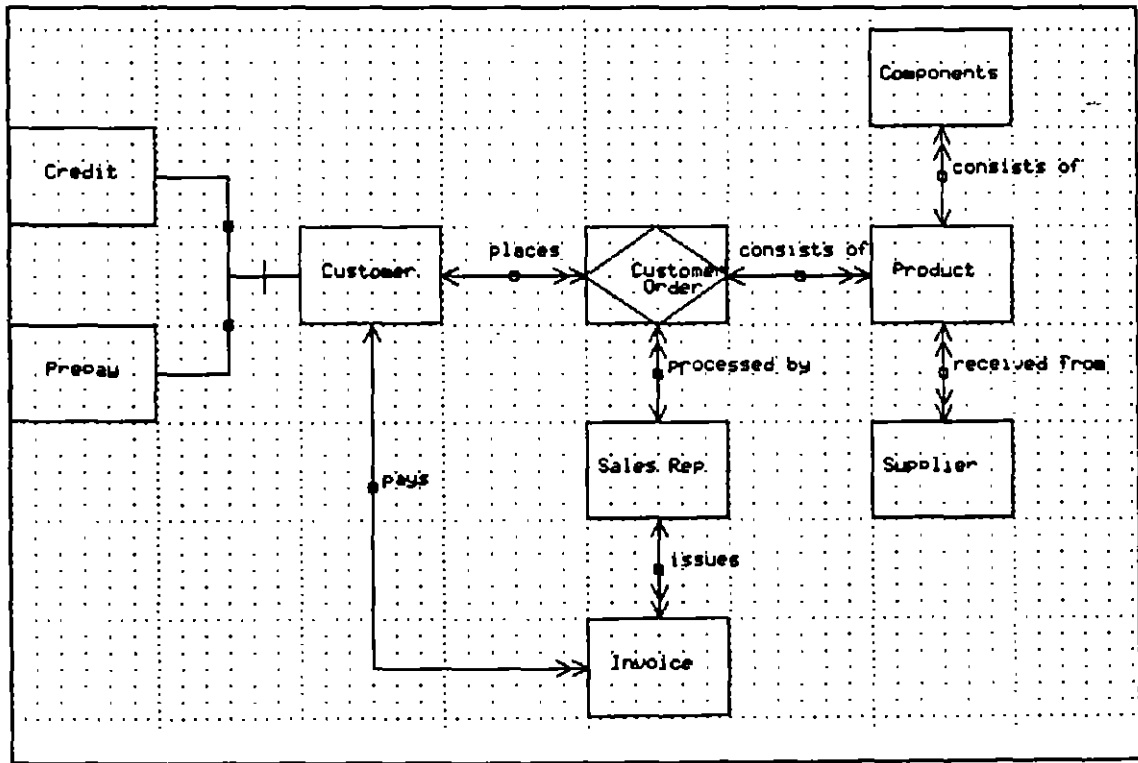 Components
consists of
Credit
places
consists of
Customer
Customer
Order
Product
Prepay
processed by
received from
Sales Rep.
Supplier
pays
issues
Invoice